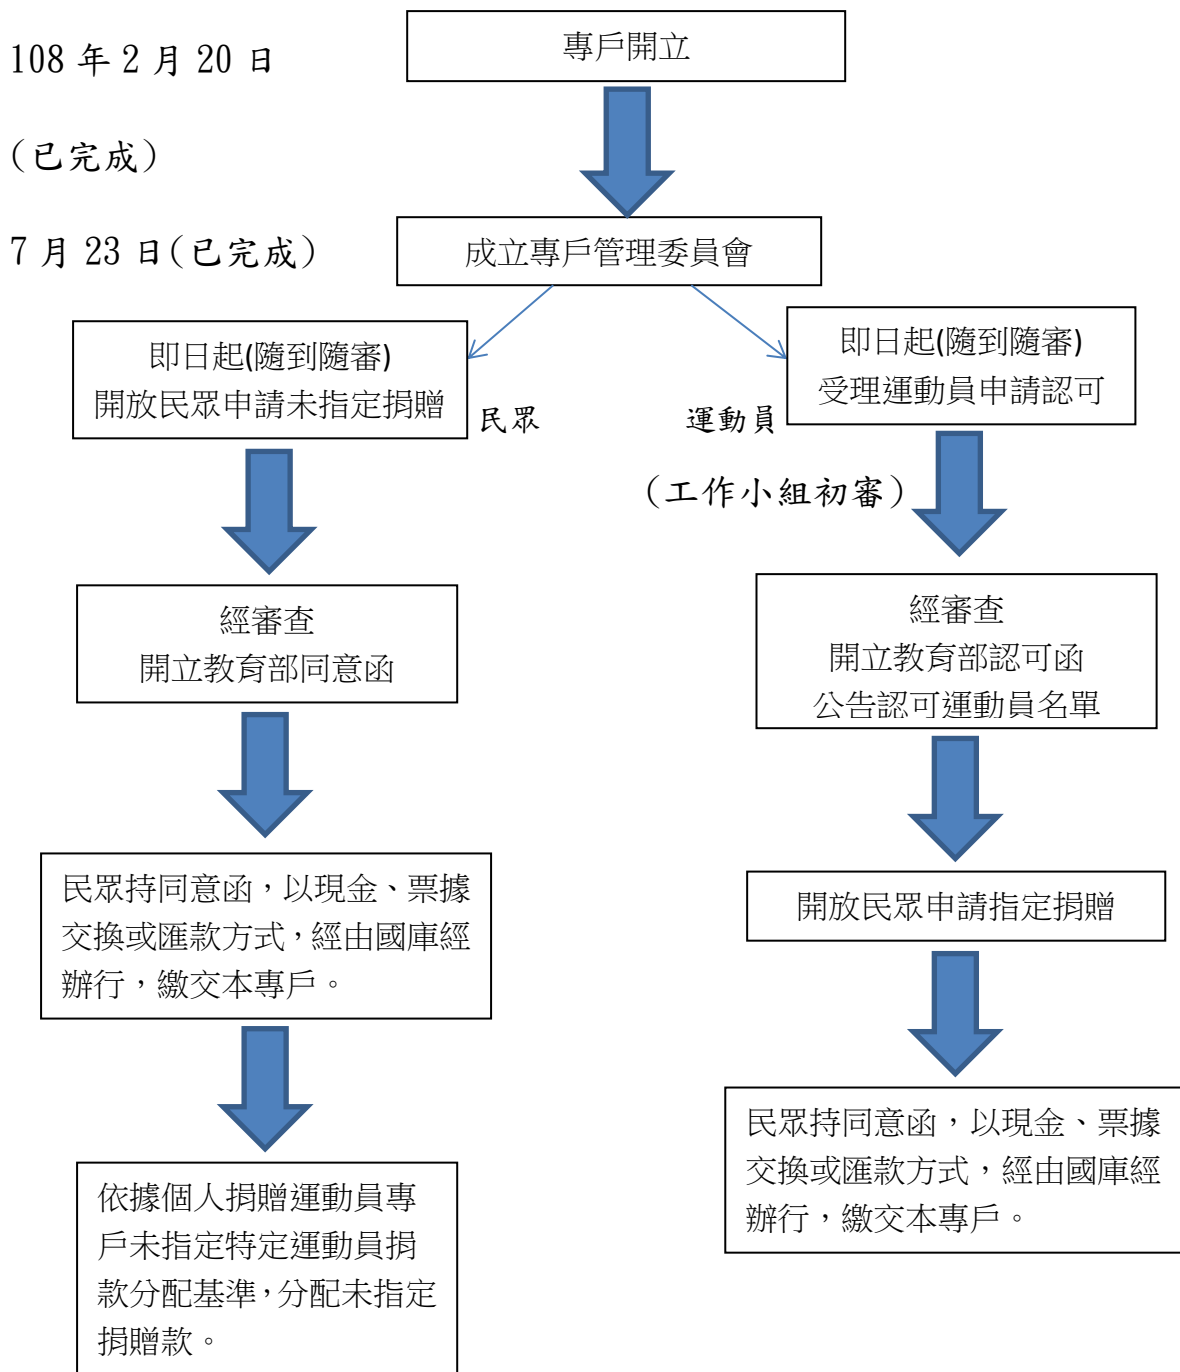 108 年 2 月 20 日
專戶開立
(已完成)
7 月 23 日(已完成)
成立專戶管理委員會
即日起(隨到隨審)
開放民眾申請未指定捐贈
民眾
運動員
即日起(隨到隨審)
受理運動員申請認可
(工作小組初審)
經審查
開立教育部同意函
經審查
開立教育部認可函
公告認可運動員名單
民眾持同意函，以現金、票據
交換或匯款方式，經由國庫經
辦行，繳交本專戶。
開放民眾申請指定捐贈
民眾持同意函，以現金、票據
交換或匯款方式，經由國庫經
辦行，繳交本專戶。
依據個人捐贈運動員專
戶未指定特定運動員捐
款分配基準，分配未指定
捐贈款。